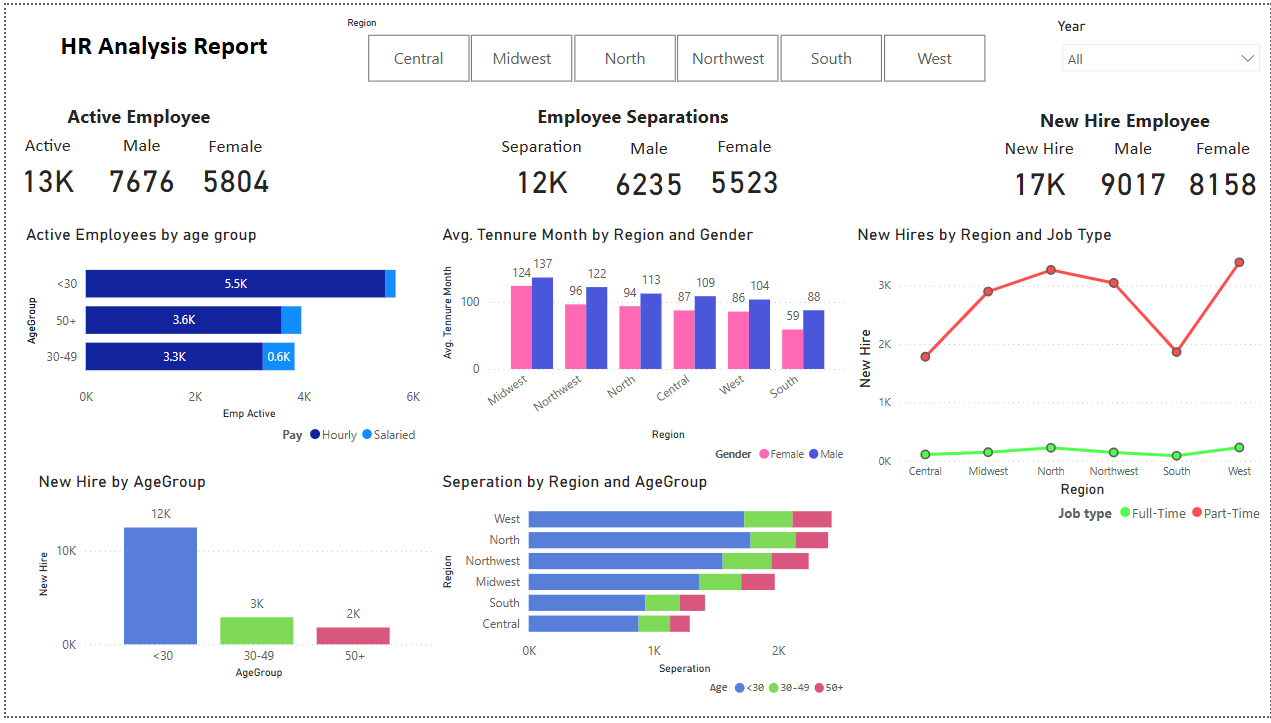 HR Analysis Report
Region
Central Midwest North Northwest South West
Year
All
Active Employee
Active Male Female
13K 7676 5804
Employee Separations
Separation Male Female
12K 6235 5523
New Hire Employee
New Hire Male Female
17K 9017 8158
Active Employees by age group
AgeGroup
<30 5.5K
50+ 3.6K
30-49 3.3K 0.6K
0K 2K 4K 6K
Emp Active
Pay Hourly Salaried
Avg. Tennure Month by Region and Gender
Avg. Tennure Month
100
0
124 137 96 122 94 113 87 109 86 104 59 88
Midwest Northwest North Central West South
Region
Gender Female Male
New Hires by Region and Job Type
New Hire
3K
2K
1K
0K
Central Midwest North Northwest South West
Region
Job type Full-Time Part-Time
New Hire by AgeGroup
New Hire
10K
0K
12K 3K 2K
<30 30-49 50+
AgeGroup
Seperation by Region and AgeGroup
Region
West
North
Northwest
Midwest
South
Central
0K 1K 2K
Seperation
Age <30 30-49 50+